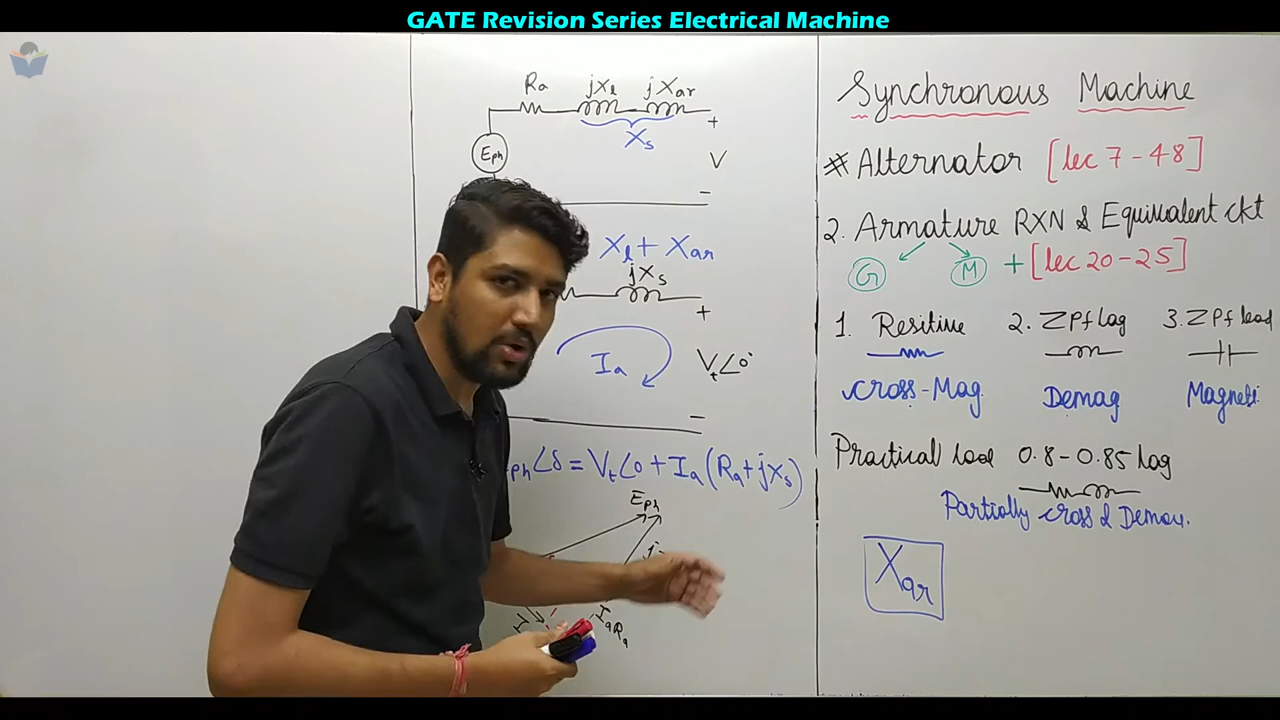 GATE Revision Series Electrical Machine
Ra jXl jXar
+
Xs
Eph
V
-
Xl + Xar
jXs
+
Ia
Vt∠0°
-
ph∠δ = Vt∠0 + Ia(Ra+jXs)
Eph
IaRa
Synchronous Machine
* Alternator [lec 7-48]
2. Armature RXN & Equivalent ckt
G M + [lec 20-25]
1. Resitive 2. ZPf lag 3. ZPf lead
Cross-Mag. Demag Magneti.
Practical load 0.8-0.85 lag
Partially cross & Demag.
Xar